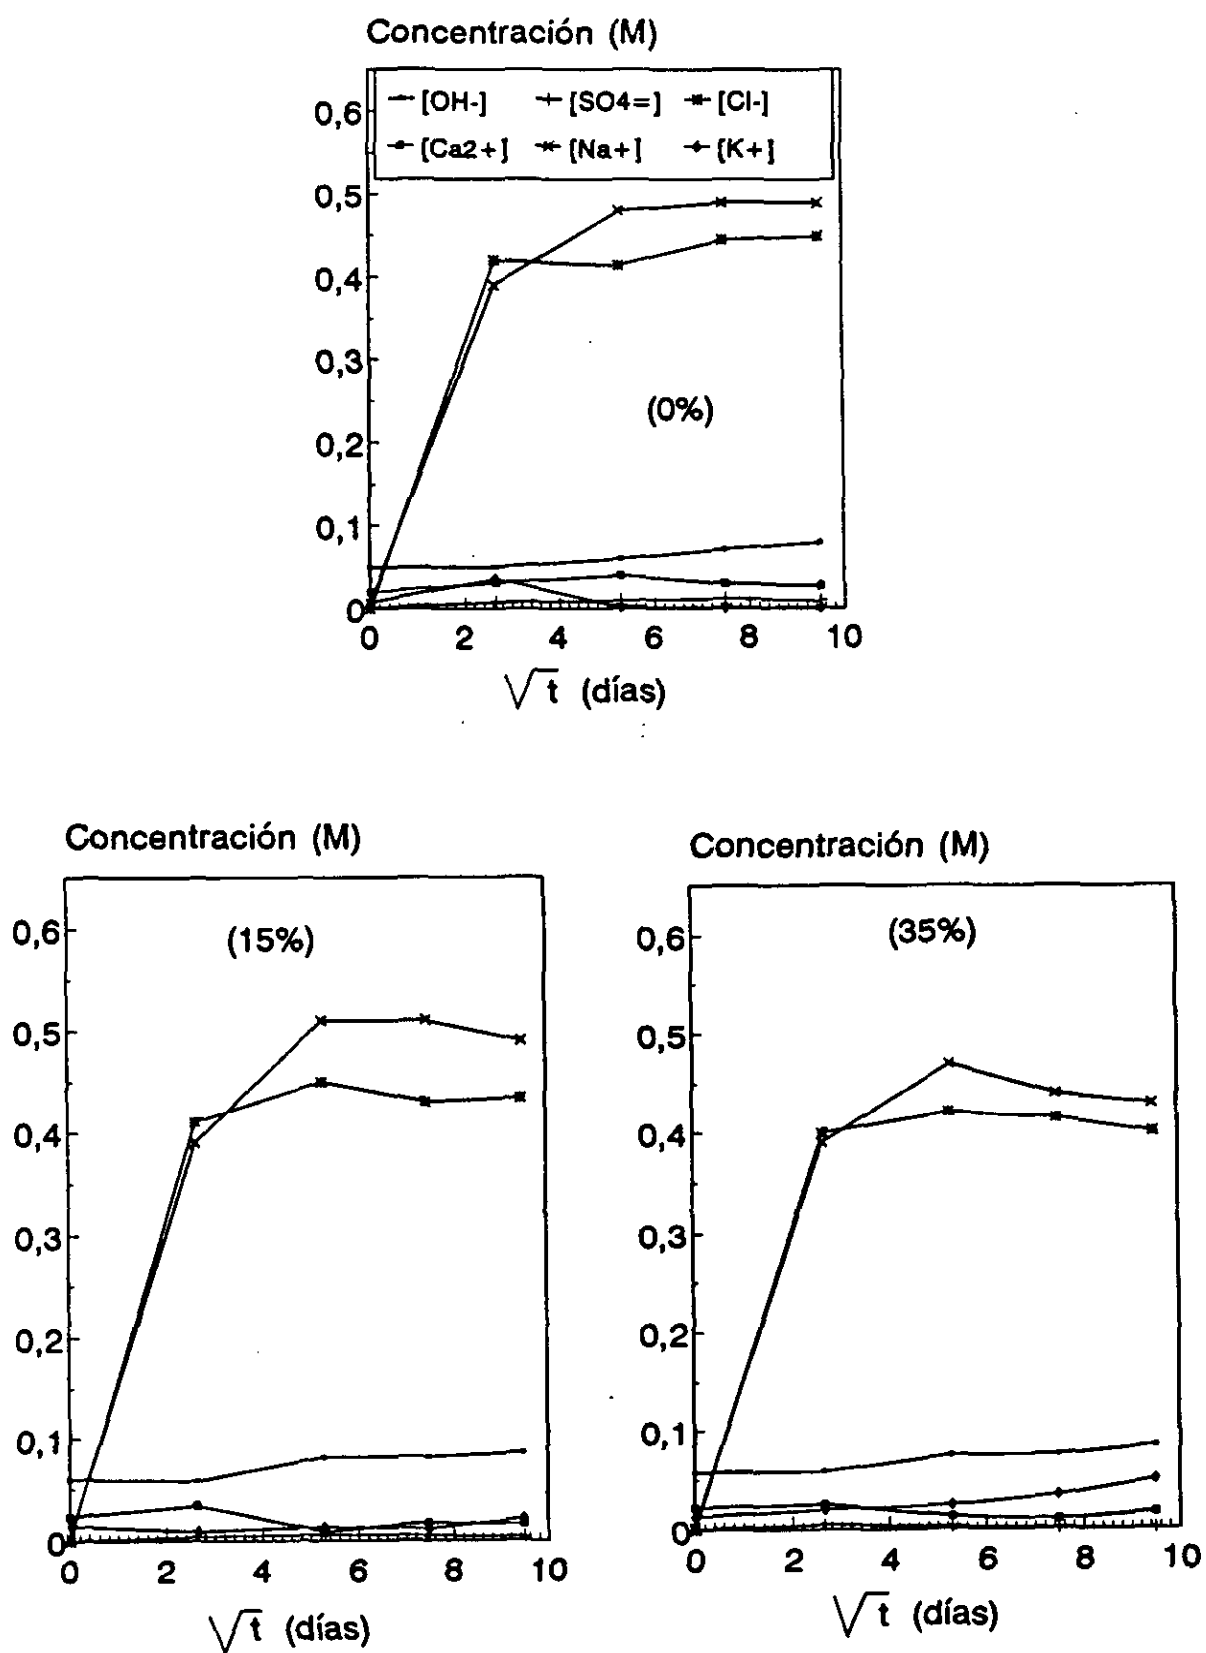 Concentración (M)
[OH-] [SO4=] [Cl-]
[Ca2+] [Na+] [K+]
0,6
0,5
0,4
0,3
0,2
0,1
0
(0%)
0 2 4 6 8 10
√t (días)
Concentración (M)
(15%)
0,6
0,5
0,4
0,3
0,2
0,1
0
0 2 4 6 8 10
√t (días)
Concentración (M)
(35%)
0,6
0,5
0,4
0,3
0,2
0,1
0
0 2 4 6 8 10
√t (días)